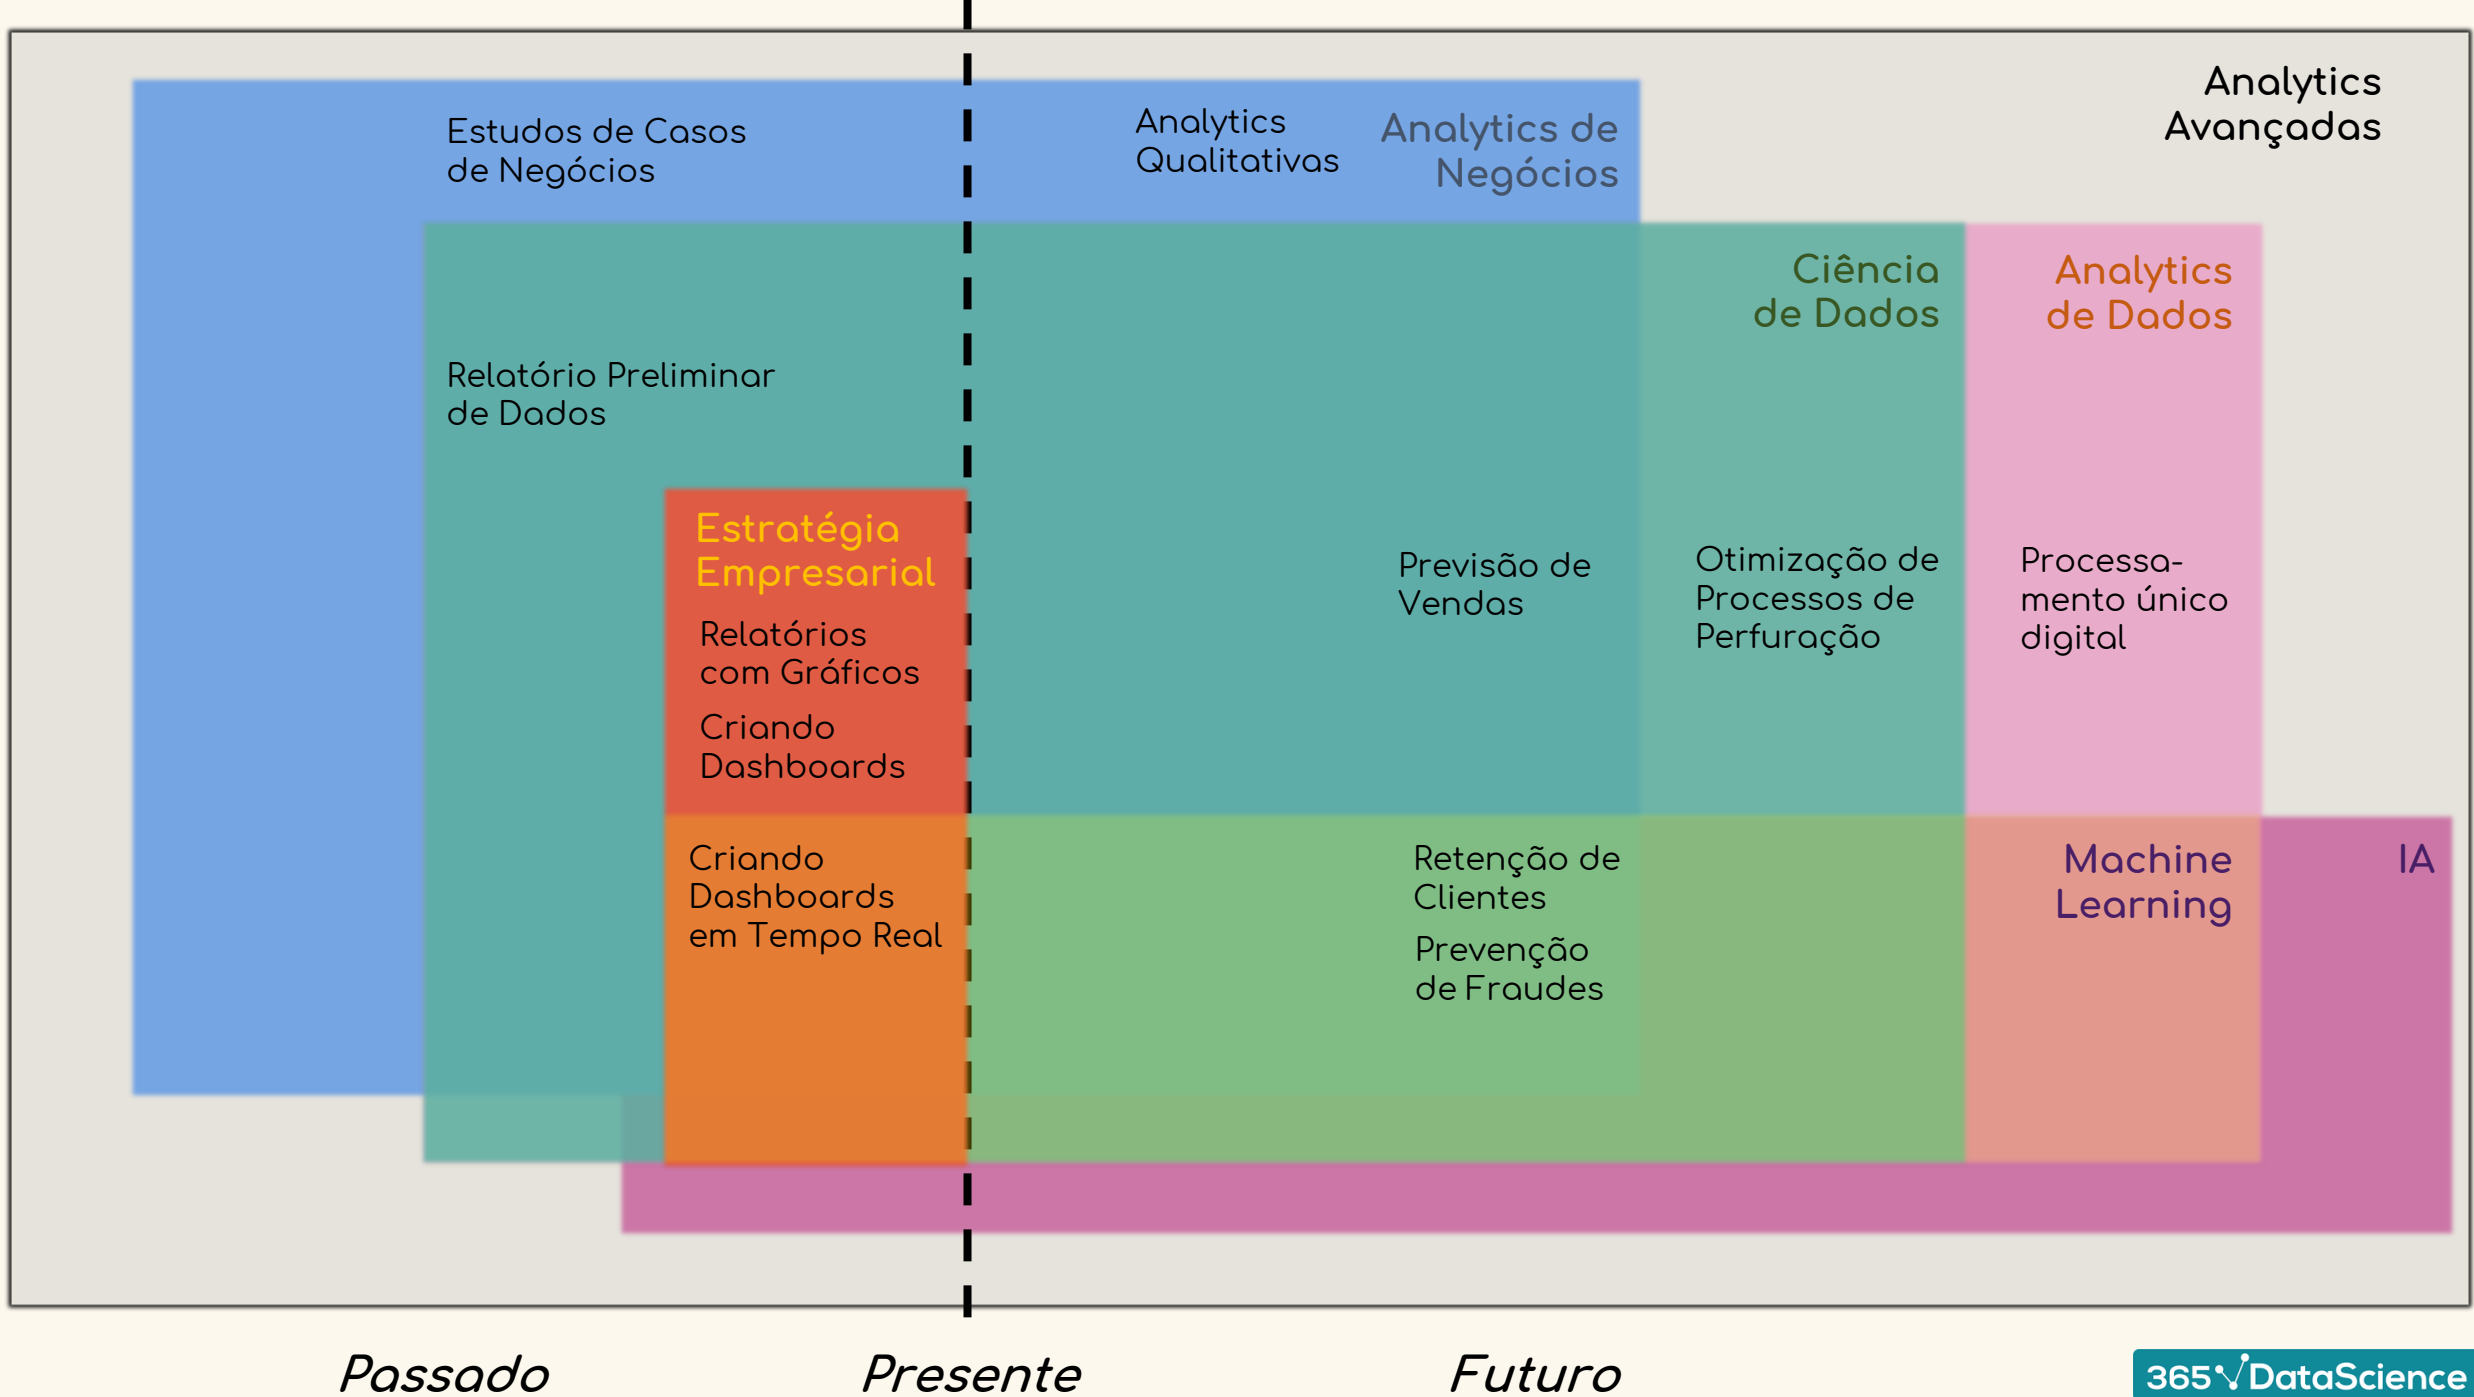 Analytics
Avançadas
Estudos de Casos
de Negócios
Analytics
Qualitativas
Analytics de
Negócios
Ciência
de Dados
Analytics
de Dados
Relatório Preliminar
de Dados
Estratégia
Empresarial
Relatórios
com Gráficos
Criando
Dashboards
Previsão de
Vendas
Otimização de
Processos de
Perfuração
Processa-
mento único
digital
Criando
Dashboards
em Tempo Real
Retenção de
Clientes
Prevenção
de Fraudes
Machine
Learning
IA
Passado
Presente
Futuro
365 DataScience